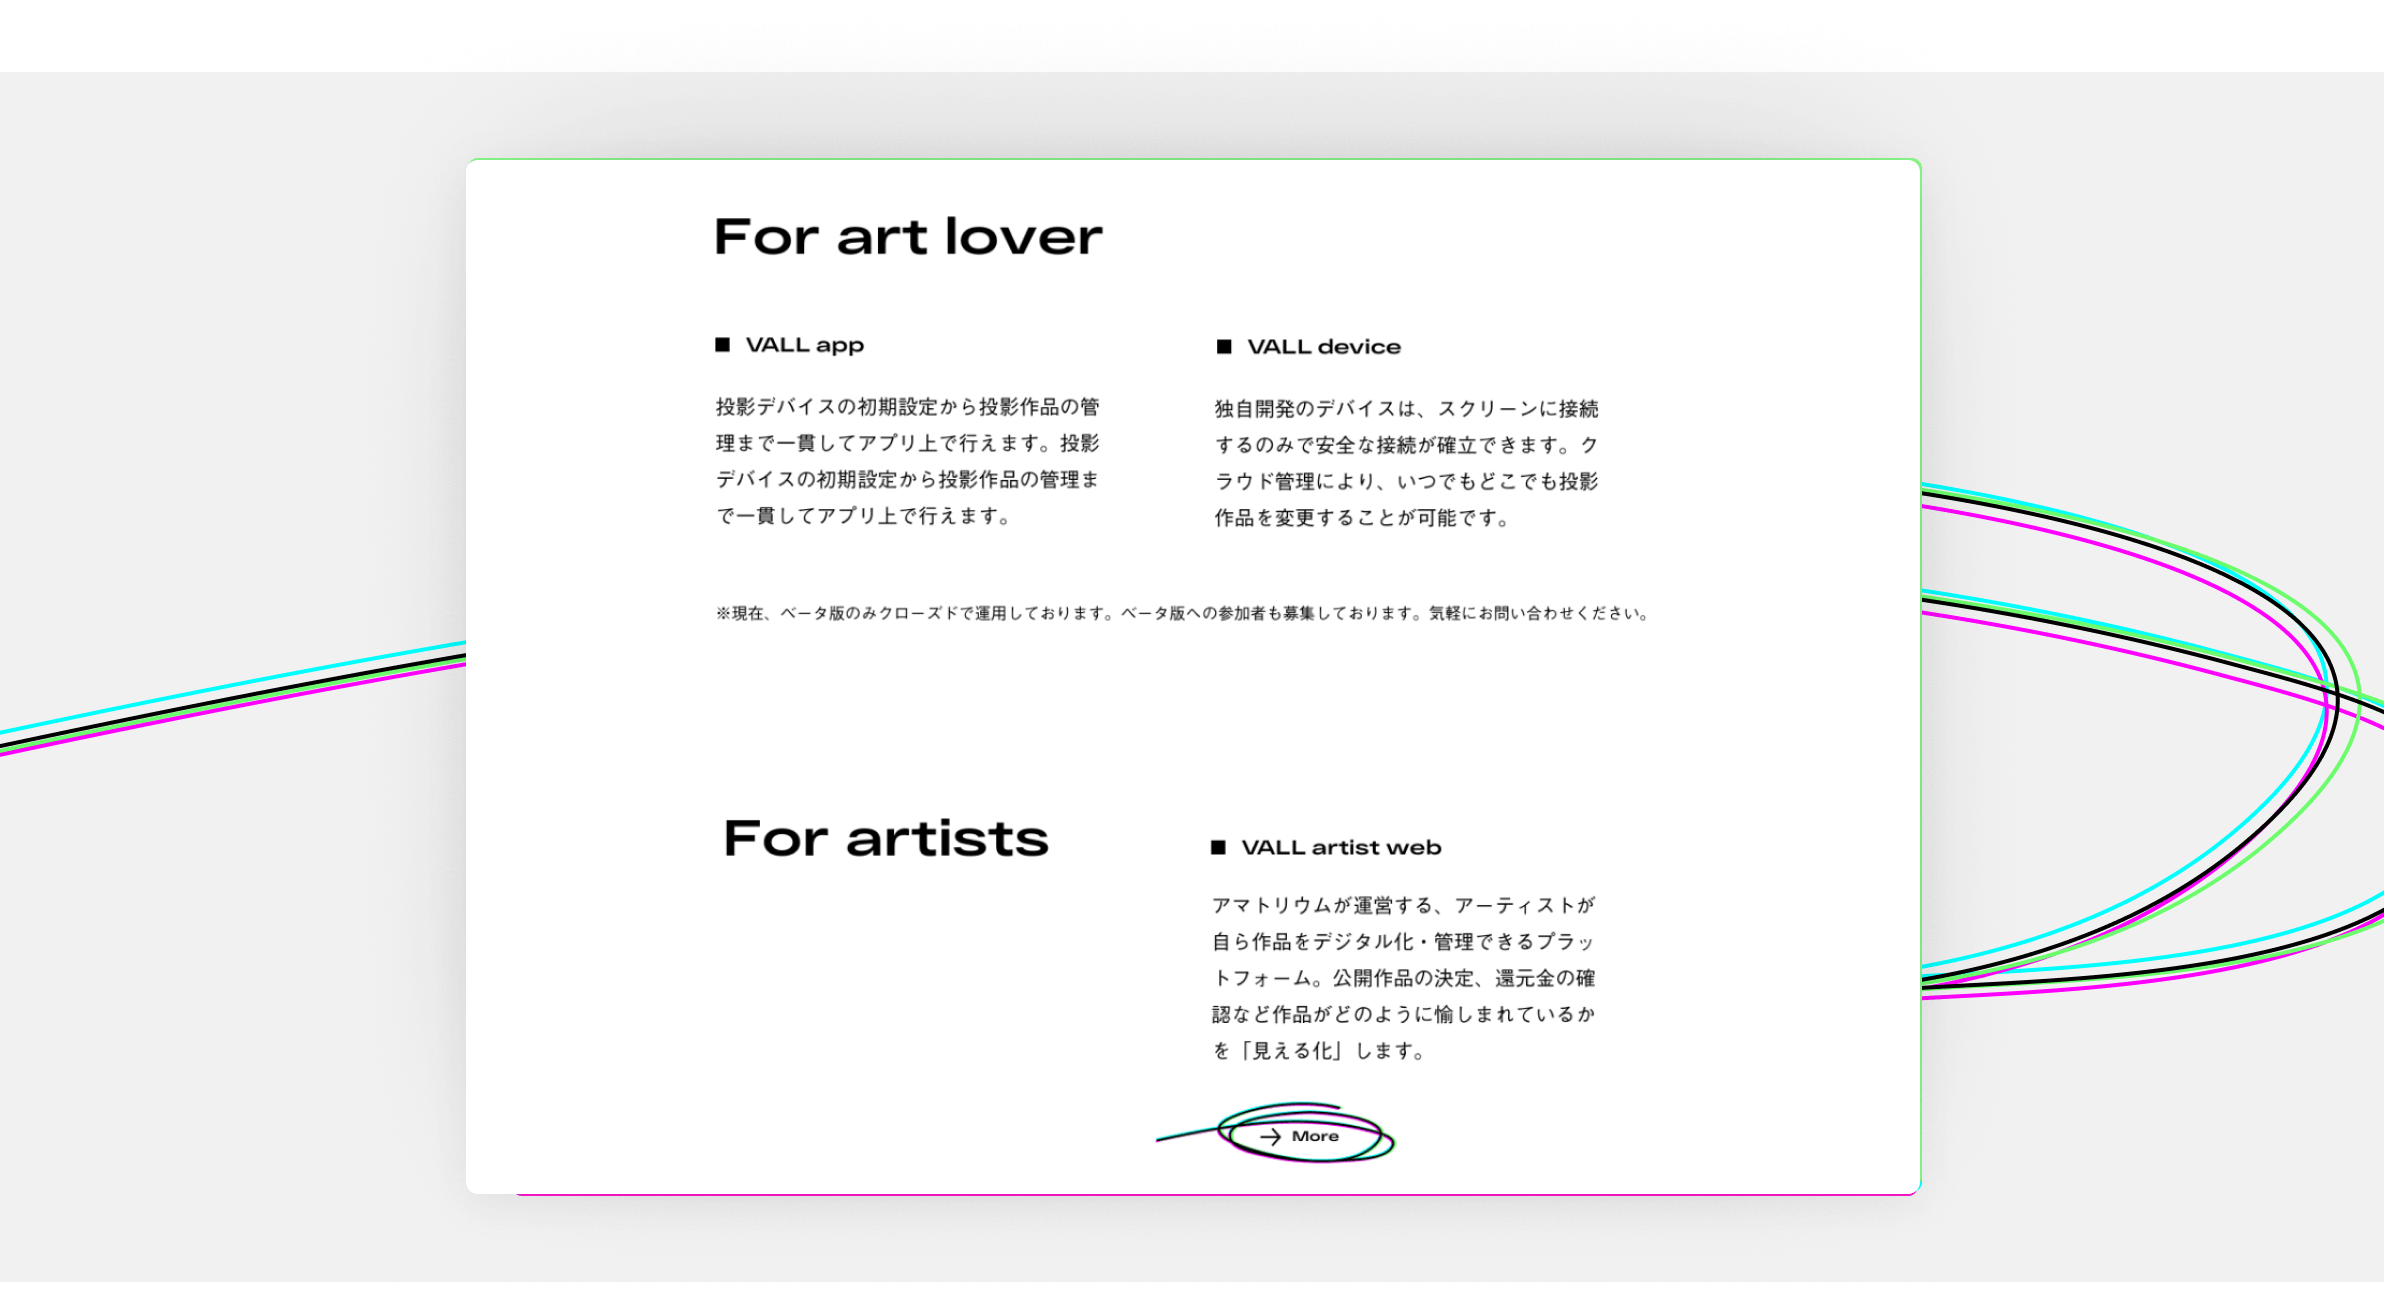 For art lover
■ VALL app
投影デバイスの初期設定から投影作品の管
理まで一貫してアプリ上で行えます。投影
デバイスの初期設定から投影作品の管理ま
で一貫してアプリ上で行えます。
■ VALL device
独自開発のデバイスは、スクリーンに接続
するのみで安全な接続が確立できます。ク
ラウド管理により、いつでもどこでも投影
作品を変更することが可能です。
※現在、ベータ版のみクローズドで運用しております。ベータ版への参加者も募集しております。気軽にお問い合わせください。
For artists
■ VALL artist web
アマトリウムが運営する、アーティストが
自ら作品をデジタル化・管理できるプラッ
トフォーム。公開作品の決定、還元金の確
認など作品がどのように愉しまれているか
を「見える化」します。
→ More